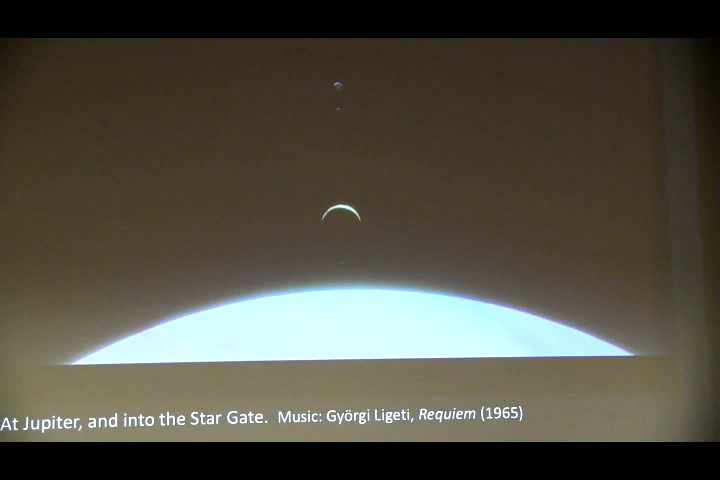 At Jupiter, and into the Star Gate. Music: Györgi Ligeti, Requiem (1965)